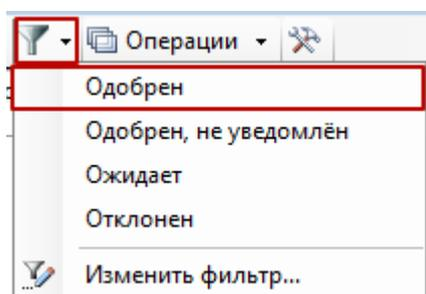 Операции
Одобрен
Одобрен, не уведомлён
Ожидает
Отклонен
Изменить фильтр...